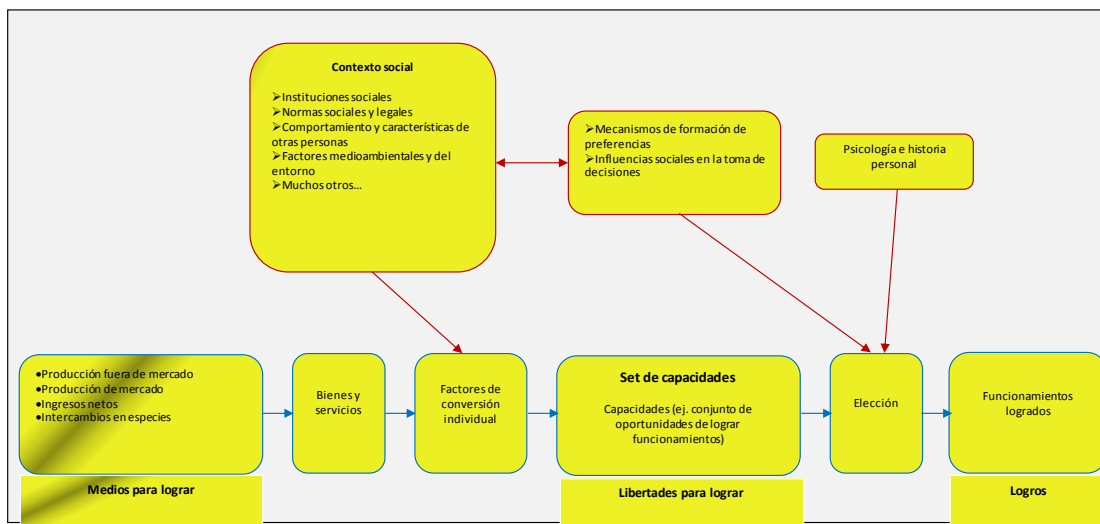 Contexto social
➢Instituciones sociales
➢Normas sociales y legales
➢Comportamiento y características de
otras personas
➢Factores medioambientales y del
entorno
➢Muchos otros…
➢Mecanismos de formación de
preferencias
➢Influencias sociales en la toma de
decisiones
Psicología e historia
personal
•Producción fuera de mercado
•Producción de mercado
•Ingresos netos
•Intercambios en especies
Bienes y
servicios
Factores de
conversión
individual
Set de capacidades
Capacidades (ej. conjunto de
oportunidades de lograr
funcionamientos)
Elección
Funcionamientos
logrados
Medios para lograr
Libertades para lograr
Logros